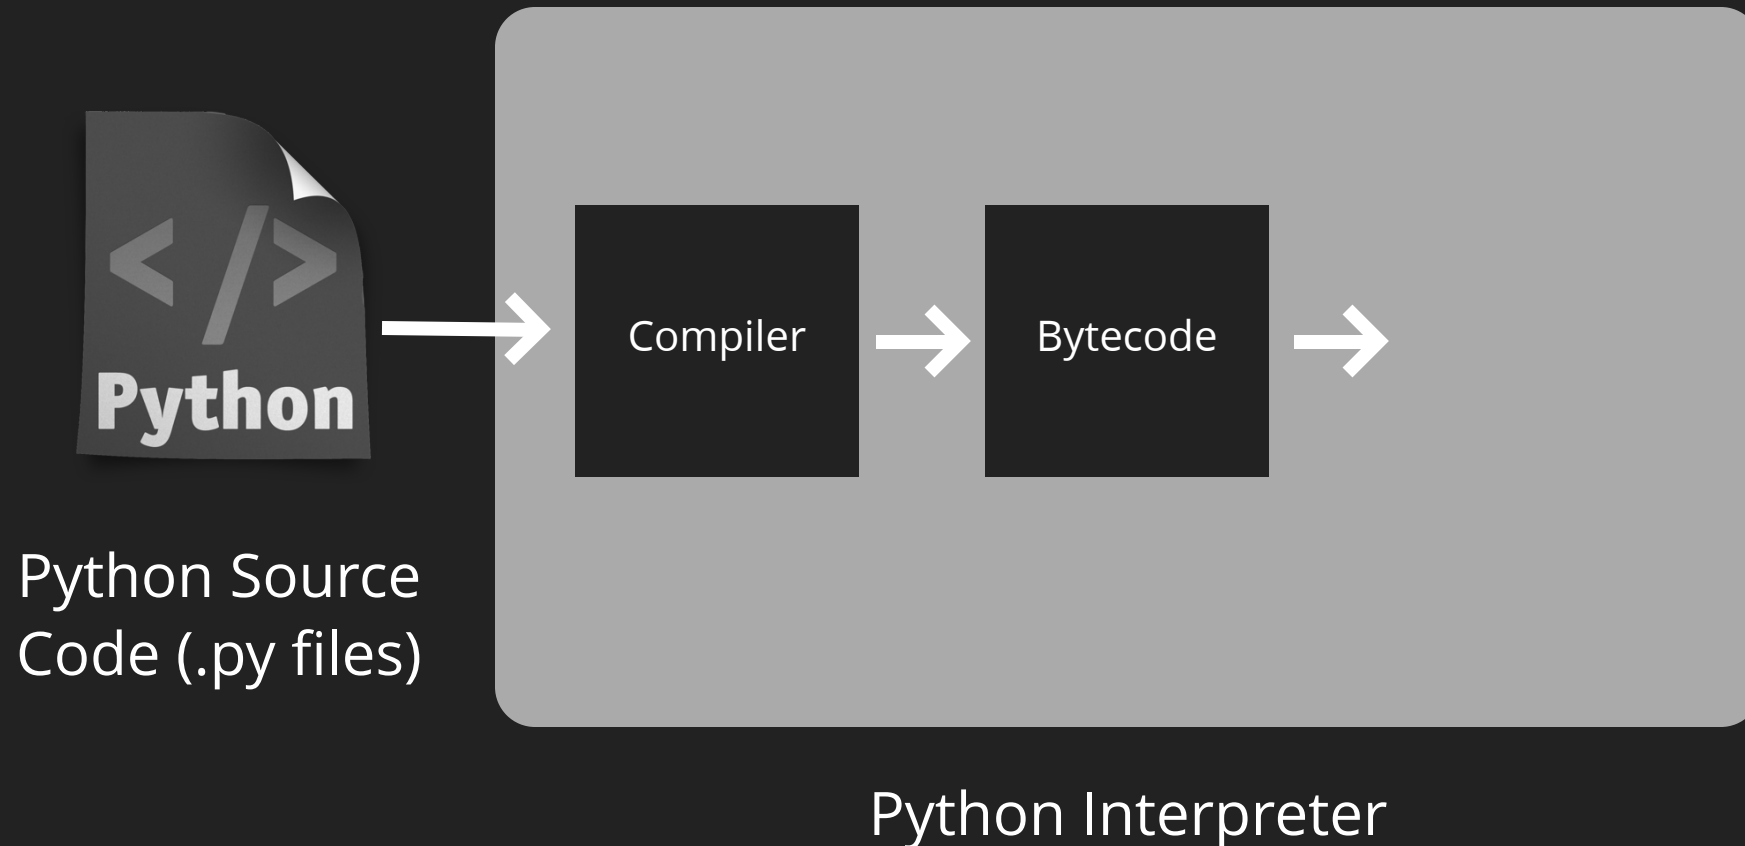 </>
Python
Python Source
Code (.py files)
Compiler
Bytecode
Python Interpreter